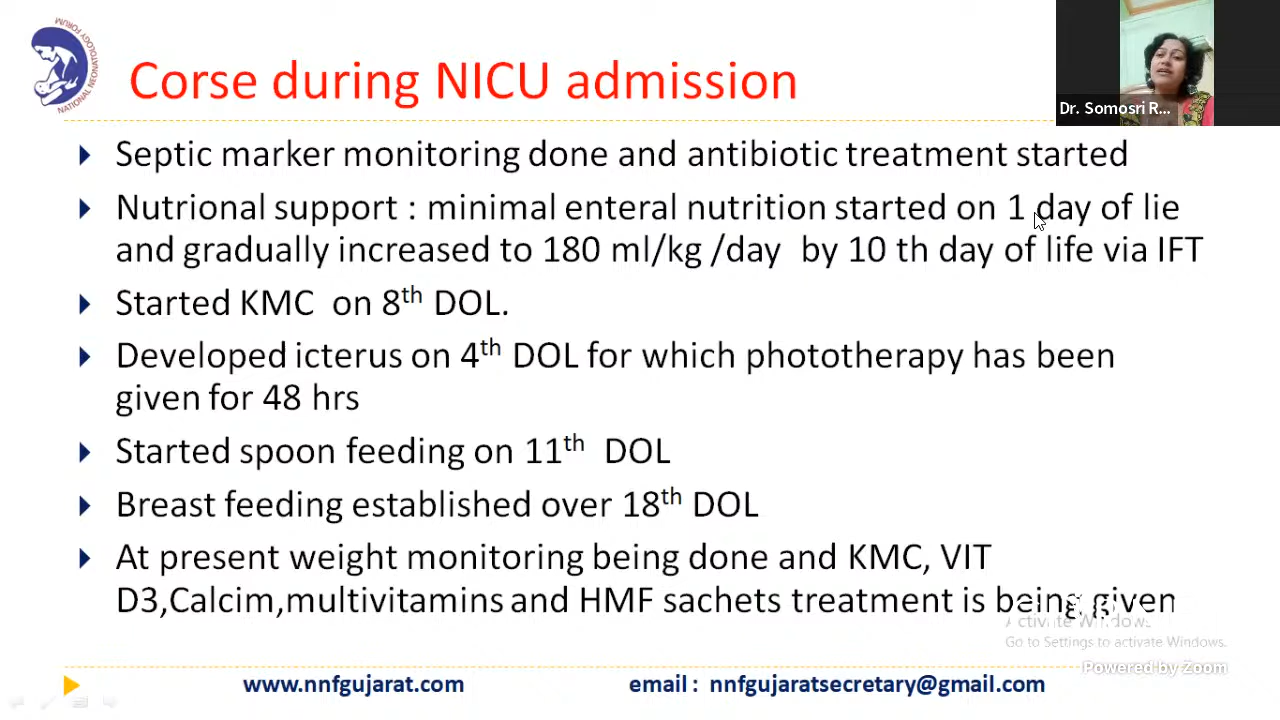 NATIONAL NEONATOLOGY FORUM
Corse during NICU admission
Dr. Somosri R...
Septic marker monitoring done and antibiotic treatment started
Nutrional support : minimal enteral nutrition started on 1 day of lie
and gradually increased to 180 ml/kg /day by 10 th day of life via IFT
Started KMC on 8th DOL.
Developed icterus on 4th DOL for which phototherapy has been
given for 48 hrs
Started spoon feeding on 11th DOL
Breast feeding established over 18th DOL
At present weight monitoring being done and KMC, VIT
D3,Calcim,multivitamins and HMF sachets treatment is being given
Activate Windows
Go to Settings to activate Windows.
Powered by Zoom
www.nnfgujarat.com
email : nnfgujaratsecretary@gmail.com